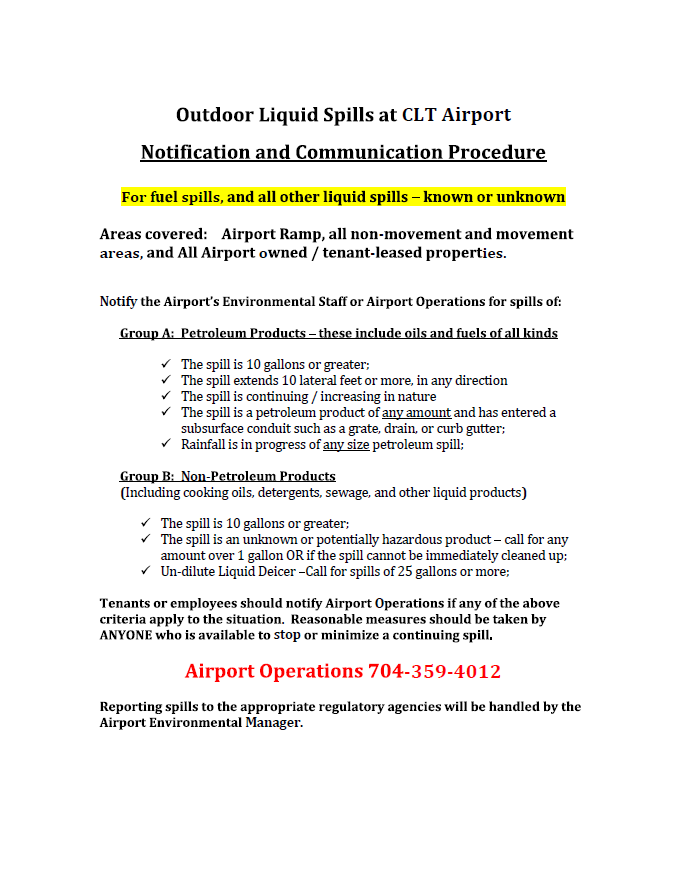 Outdoor Liquid Spills at CLT Airport
Notification and Communication Procedure
For fuel spills, and all other liquid spills – known or unknown
Areas covered: Airport Ramp, all non-movement and movement
areas, and All Airport owned / tenant-leased properties.
Notify the Airport's Environmental Staff or Airport Operations for spills of:
Group A: Petroleum Products – these include oils and fuels of all kinds
✓ The spill is 10 gallons or greater;
✓ The spill extends 10 lateral feet or more, in any direction
✓ The spill is continuing / increasing in nature
✓ The spill is a petroleum product of any amount and has entered a
subsurface conduit such as a grate, drain, or curb gutter;
✓ Rainfall is in progress of any size petroleum spill;
Group B: Non-Petroleum Products
(Including cooking oils, detergents, sewage, and other liquid products)
✓ The spill is 10 gallons or greater;
✓ The spill is an unknown or potentially hazardous product – call for any
amount over 1 gallon OR if the spill cannot be immediately cleaned up;
✓ Un-dilute Liquid Deicer –Call for spills of 25 gallons or more;
Tenants or employees should notify Airport Operations if any of the above
criteria apply to the situation. Reasonable measures should be taken by
ANYONE who is available to stop or minimize a continuing spill.
Airport Operations 704-359-4012
Reporting spills to the appropriate regulatory agencies will be handled by the
Airport Environmental Manager.